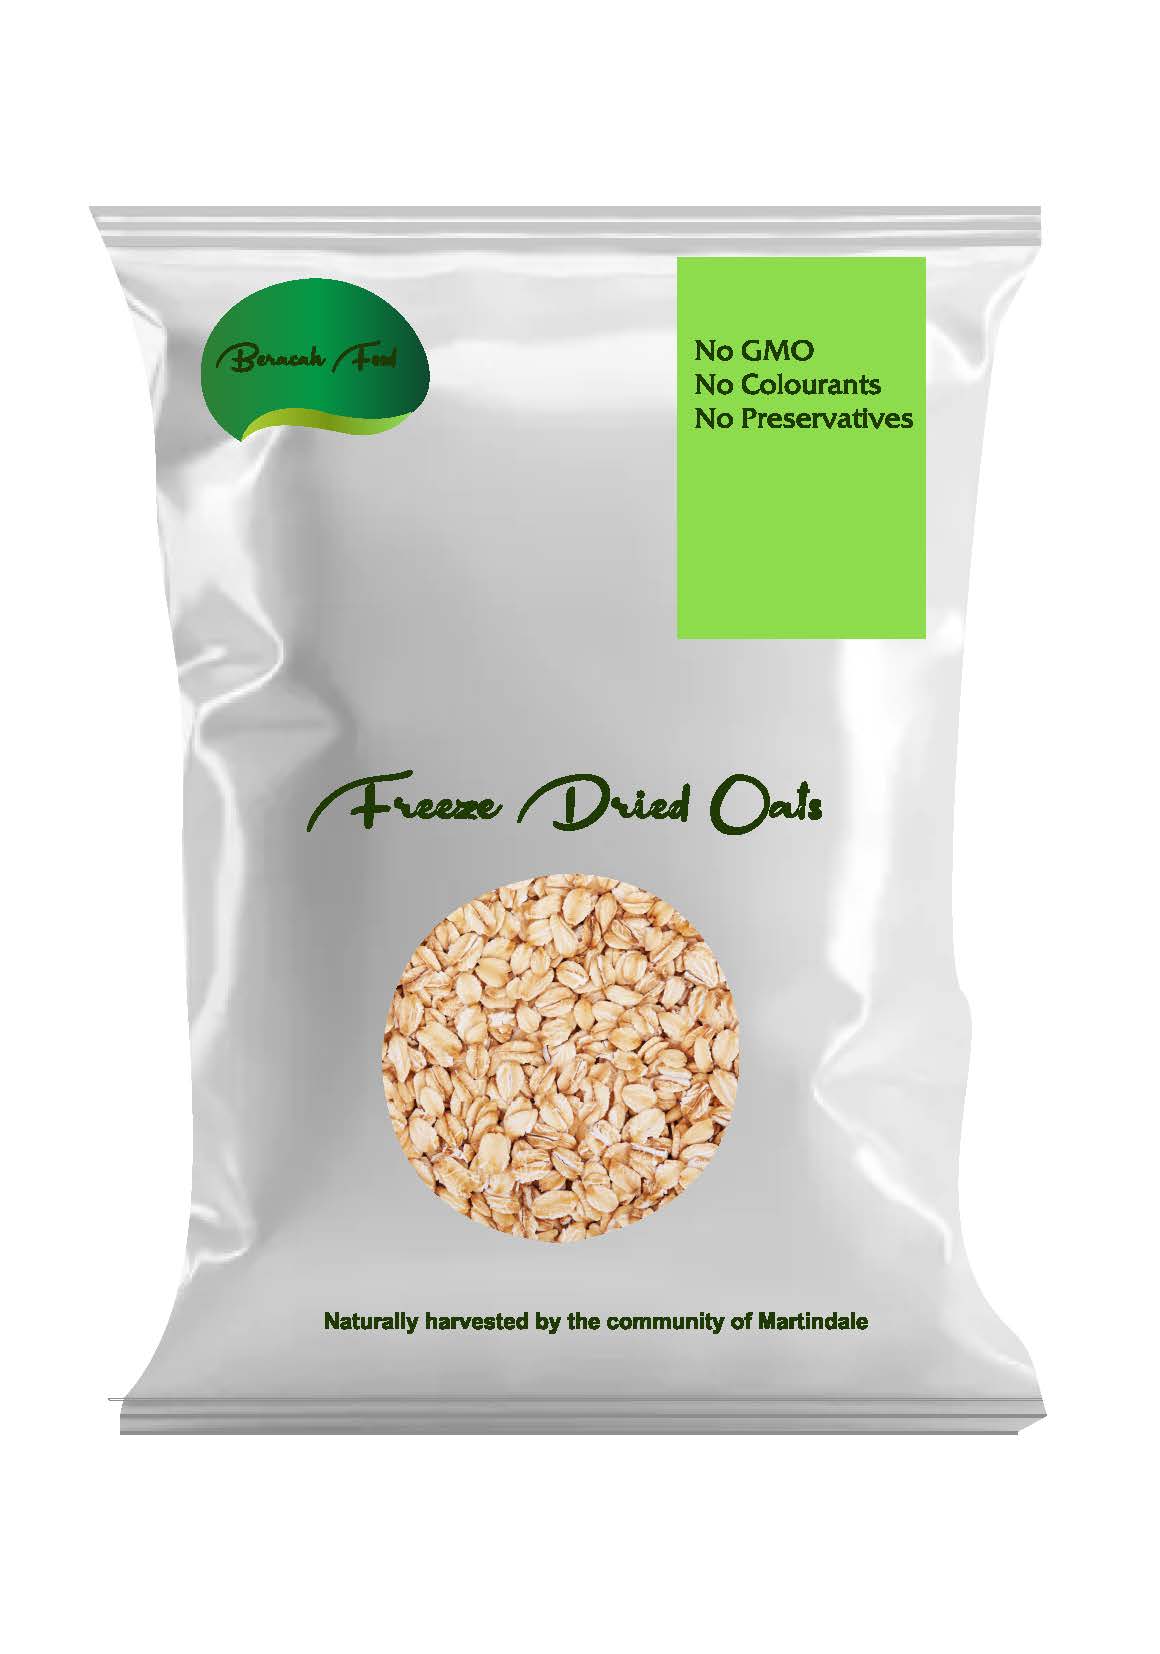 Beracah Food
No GMO
No Colourants
No Preservatives
Freeze Dried Oats
Naturally harvested by the community of Martindale